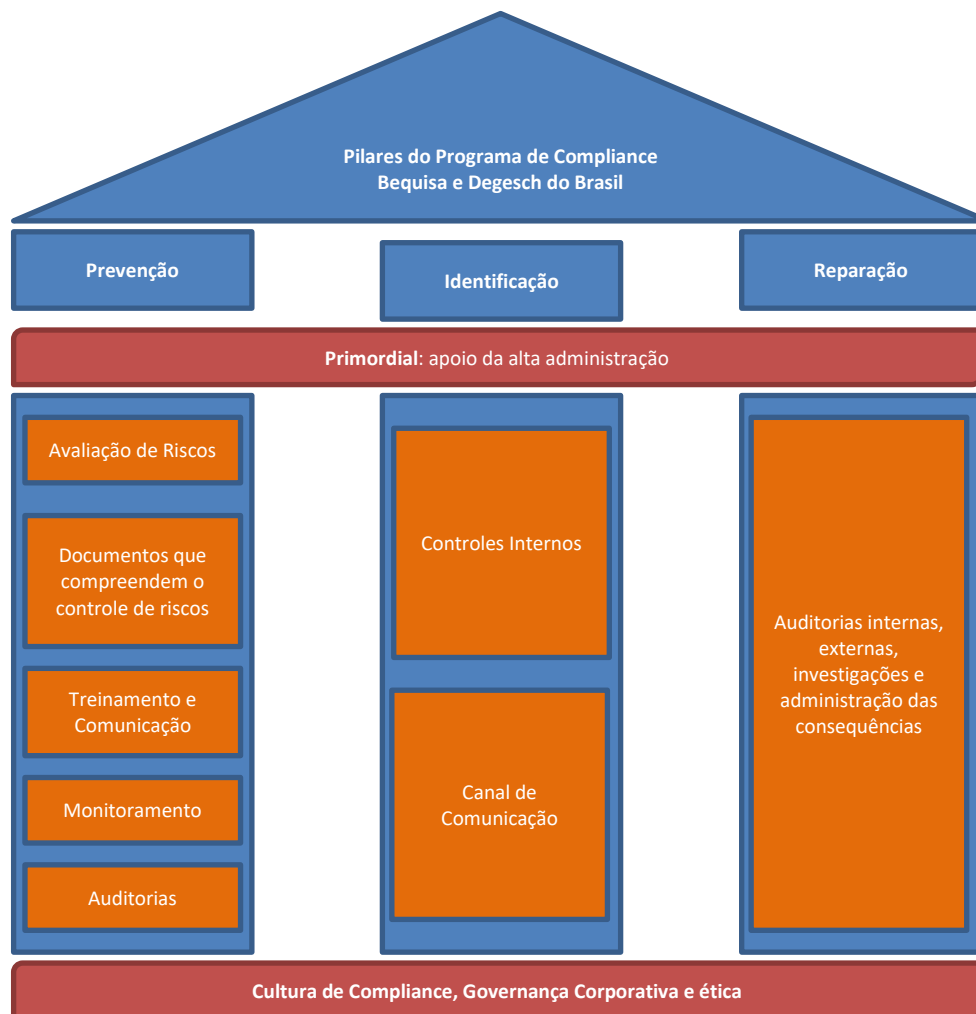 Pilares do Programa de Compliance
Bequisa e Degesch do Brasil
Prevenção
Identificação
Reparação
Primordial: apoio da alta administração
Avaliação de Riscos
Documentos que
compreendem o
controle de riscos
Treinamento e
Comunicação
Monitoramento
Auditorias
Controles Internos
Canal de
Comunicação
Auditorias internas,
externas,
investigações e
administração das
consequências
Cultura de Compliance, Governança Corporativa e ética